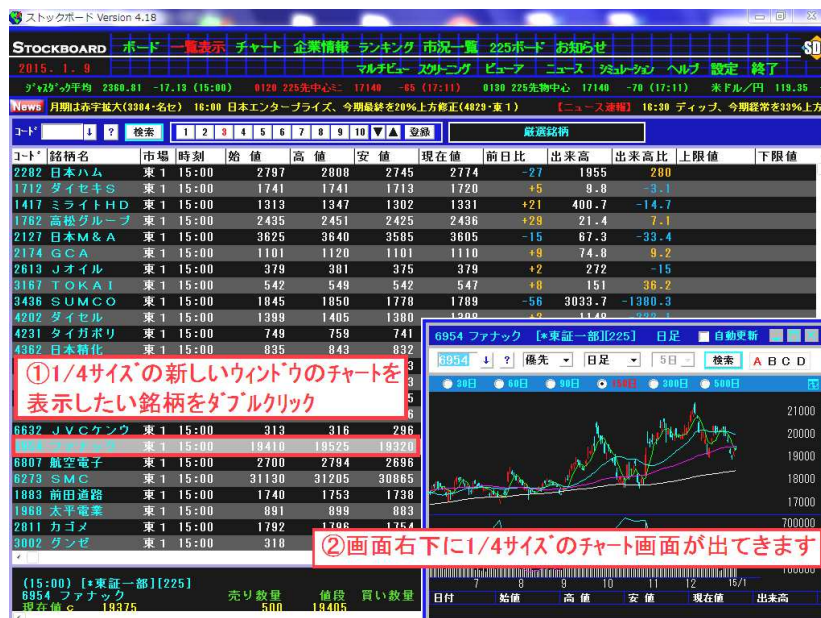 ストックボード Version 4.18
STOCKBOARD ボード 一覧表示 チャート 企業情報 ランキング 市況一覧 225ボード お知らせ
2015. 1. 9 マルチビュー スクリーニング ビューア ニュース シミュレーション ヘルプ 設定 終了
ｼﾞｬｽﾀﾞｯｸ平均 2360.81 -17.13 (15:00) 0120 225先中心ミニ 17140 -65 (17:11) 0130 225先物中心 17140 -70 (17:11) 米ドル/円 119.35
News 月期は赤字拡大(3384·名セ) 16:00 日本エンタープライズ、今期最終を20%上方修正(4829·東1) 【ニュース速報】 16:30 ディップ、今期経常を33%上方
ｺｰﾄﾞ ↓ ? 検索 1 2 3 4 5 6 7 8 9 10 ▼ ▲ 登録 厳選銘柄
ｺｰﾄﾞ 銘柄名 市場 時刻 始 値 高 値 安 値 現在値 前日比 出来高 出来高比 上限値 下限値
2282 日本ハム 東1 15:00 2797 2808 2745 2774 -27 1955 280
1712 ダイセキS 東1 15:00 1741 1741 1713 1720 +5 9.8 -3.1
1417 ミライトHD 東1 15:00 1313 1347 1302 1331 +21 400.7 -14.7
1762 高松グループ 東1 15:00 2435 2451 2425 2436 +29 21.4 7.1
2127 日本M&A 東1 15:00 3625 3640 3585 3605 -15 67.3 -33.4
2174 GCA 東1 15:00 1101 1120 1101 1110 +9 74.8 9.2
2613 Jオイル 東1 15:00 379 381 375 379 +2 272 -15
3167 TOKAI 東1 15:00 542 549 542 547 +8 151 36.2
3436 SUMCO 東1 15:00 1845 1850 1778 1789 -56 3033.7 -1380.3
4202 ダイセル 東1 15:00 1399 1405 1380
4231 タイガポリ 東1 15:00 749 759 741
4362 日本精化 東1 15:00 835 843 832
①1/4サイズの新しいウィンドウのチャートを
表示したい銘柄をダブルクリック
6632 JVCケンウ 東1 15:00 313 316 296
東1 15:00 19410 19525 19320
6807 航空電子 東1 15:00 2700 2794 2696
6273 SMC 東1 15:00 31130 31205 30865
1883 前田道路 東1 15:00 1740 1753 1738
1968 太平電業 東1 15:00 891 899 883
2811 カゴメ 東1 15:00 1792 1796 1754
3002 グンゼ 東1 15:00 318
6954 ファナック [*東証一部][225] 日足 自動更新
6954 ↓ ? 優先 日足 5日 検索 A B C D
30日 60日 90日 150日 300日 500日
21000
20000
19000
18000
17000
700000
②画面右下に1/4サイズのチャート画面が出てきます
100000
7 8 9 10 11 12 15/1
日付 始値 高値 安値 現在値 出来高
(15:00) [*東証一部][225]
6954 ファナック 売り数量 値段 買い数量
現在値 c 19375 500 19405